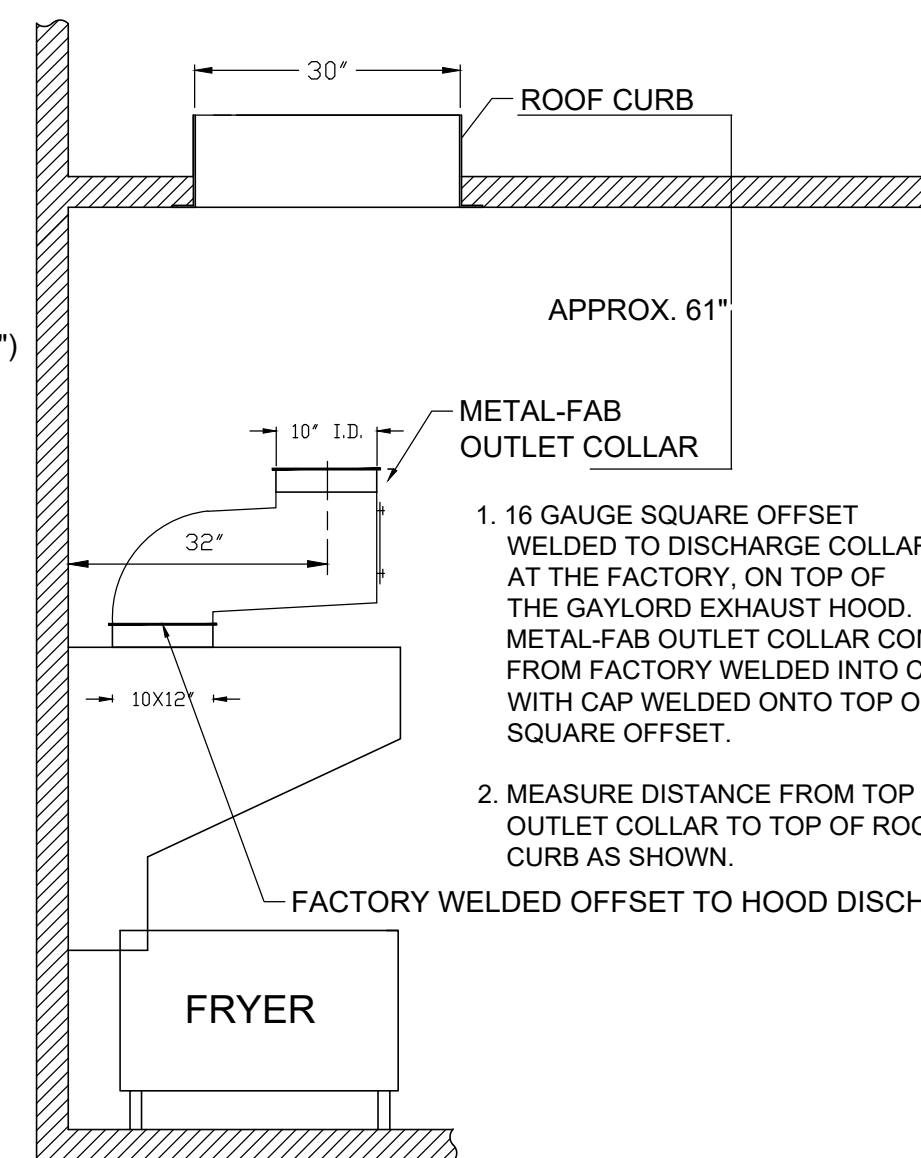 30"
ROOF CURB
APPROX. 61"
")
METAL-FAB
OUTLET COLLAR
10" I.D.
32"
10X12"
1. 16 GAUGE SQUARE OFFSET
WELDED TO DISCHARGE COLLAR
AT THE FACTORY, ON TOP OF
THE GAYLORD EXHAUST HOOD.
METAL-FAB OUTLET COLLAR
FROM FACTORY WELDED INTO
WITH CAP WELDED ONTO TOP
SQUARE OFFSET.
2. MEASURE DISTANCE FROM TOP
OUTLET COLLAR TO TOP OF
CURB AS SHOWN.
FACTORY WELDED OFFSET TO HOOD
FRYER